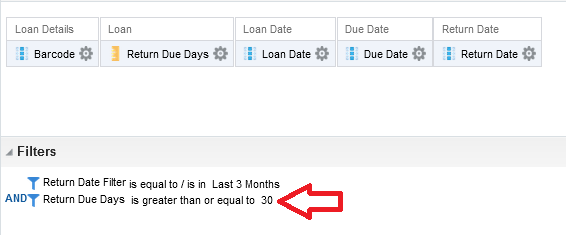 Loan Details Loan Loan Date Due Date Return Date
Barcode Return Due Days Loan Date Due Date Return Date
Filters
Return Date Filter is equal to / is in Last 3 Months
AND Return Due Days is greater than or equal to 30